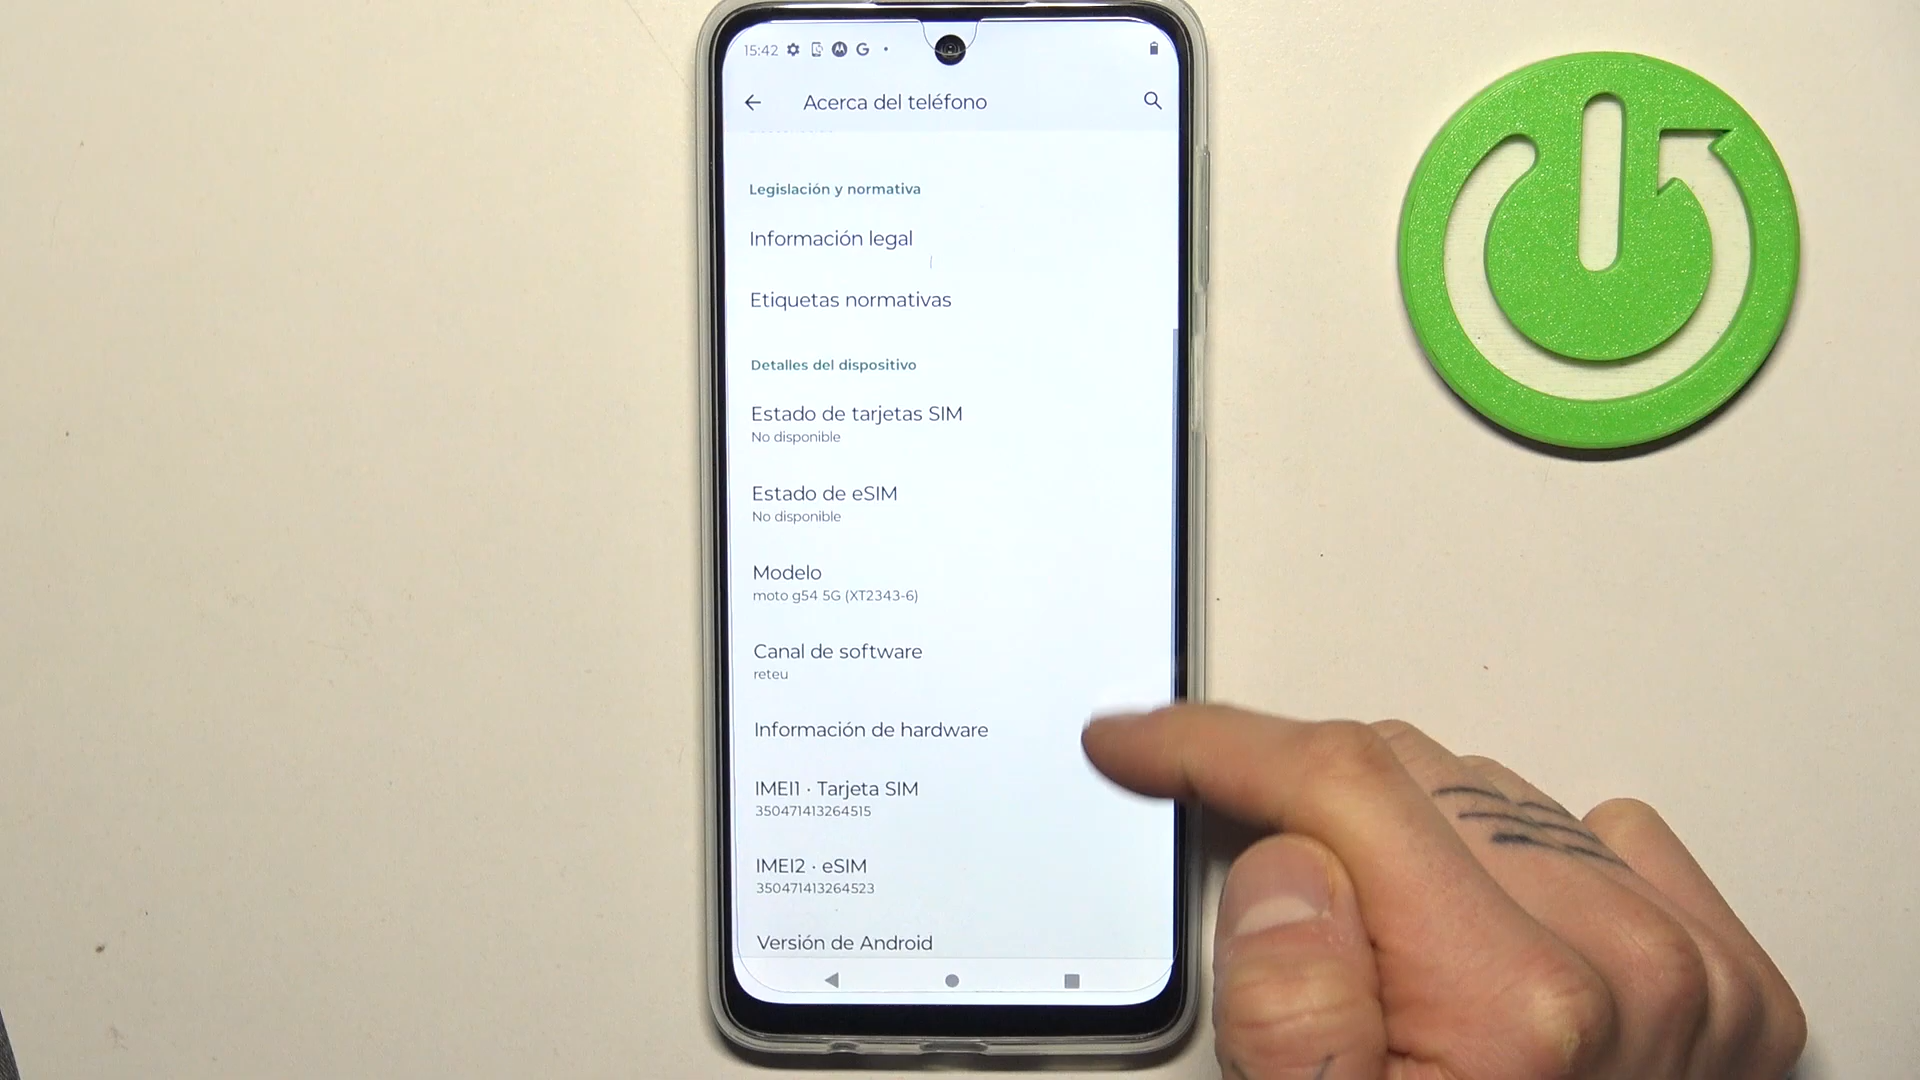 15:42
Acerca del teléfono
Legislación y normativa
Información legal
Etiquetas normativas
Detalles del dispositivo
Estado de tarjetas SIM
No disponible
Estado de eSIM
No disponible
Modelo
moto g54 5G (XT2343-6)
Canal de software
reteu
Información de hardware
IMEI1 · Tarjeta SIM
350471413264515
IMEI2 · eSIM
350471413264523
Versión de Android